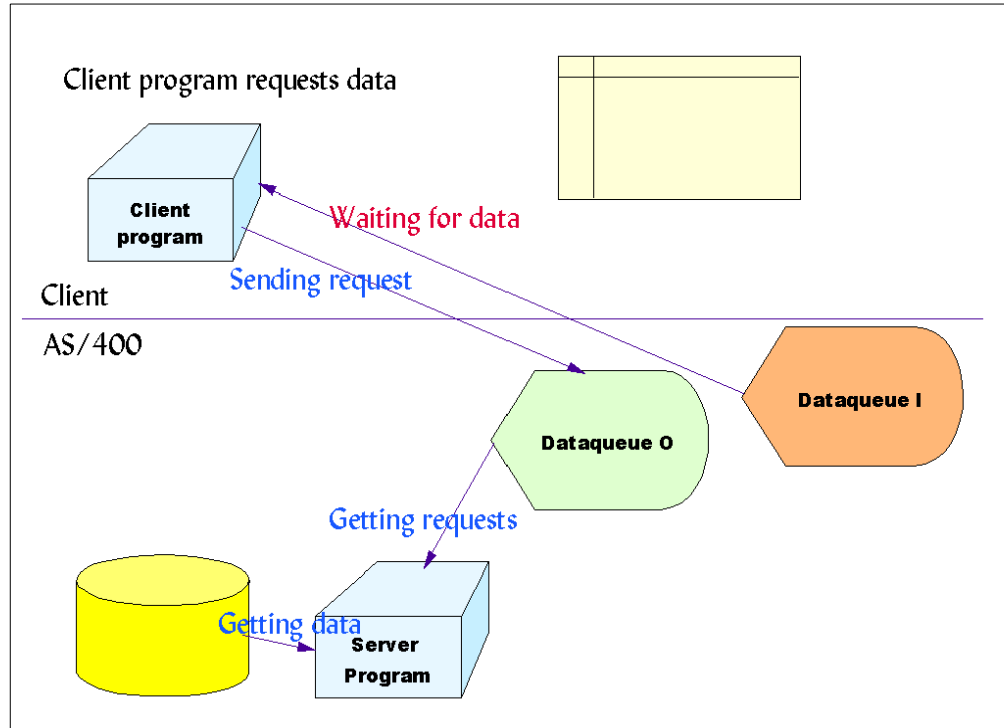 Client program requests data
Client
program
Waiting for data
Sending request
Client
AS/400
Dataqueue I
Dataqueue O
Getting requests
Getting data
Server
Program